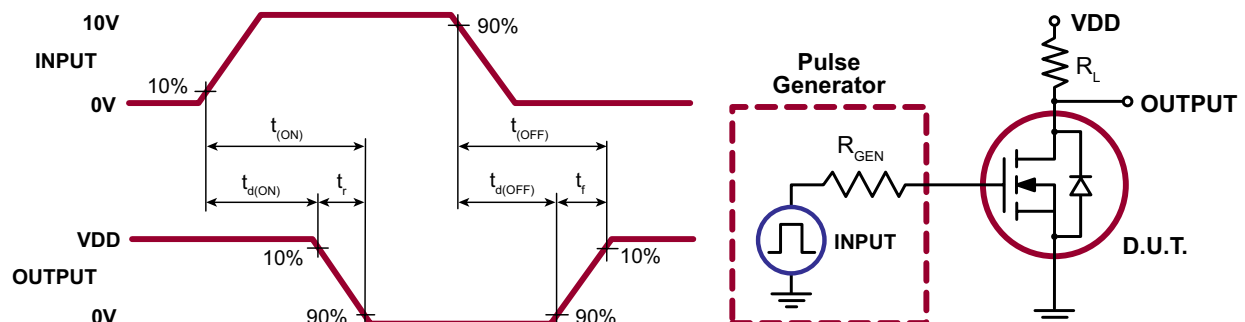 10V
INPUT
10%
0V
90%
t(ON)
t(OFF)
td(ON)
tr
td(OFF)
tf
VDD
OUTPUT
0V
10%
90%
10%
90%
Pulse
Generator
RGEN
INPUT
VDD
RL
OUTPUT
D.U.T.